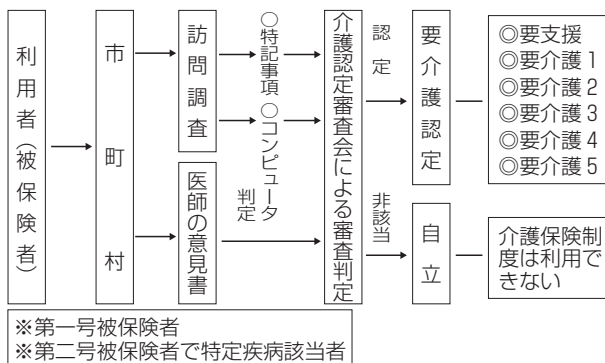 利用者（被保険者）
市町村
訪問調査
医師の意見書
○特記事項
○コンピュータ判定
介護認定審査会による審査判定
認定
非該当
要介護認定
自立
◎要支援
◎要介護1
◎要介護2
◎要介護3
◎要介護4
◎要介護5
介護保険制
度は利用で
きない
※第一号被保険者
※第二号被保険者で特定疾病該当者